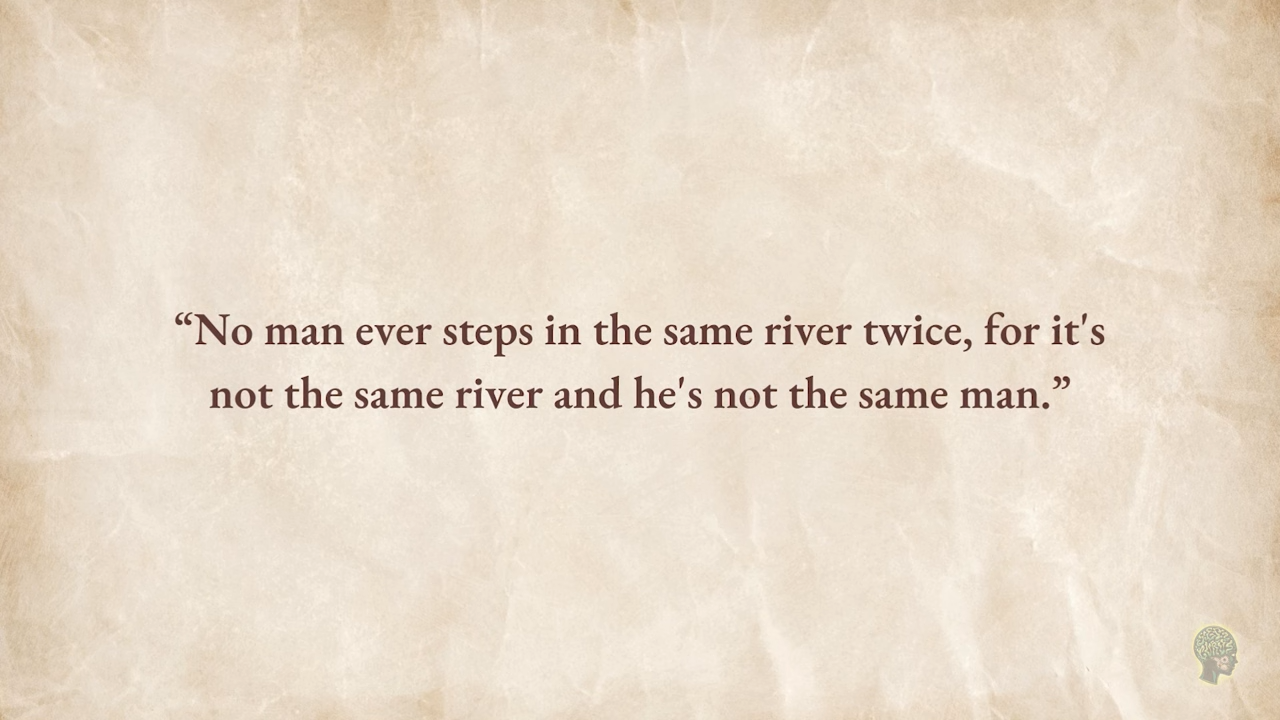 “No man ever steps in the same river twice, for it's
not the same river and he's not the same man.”